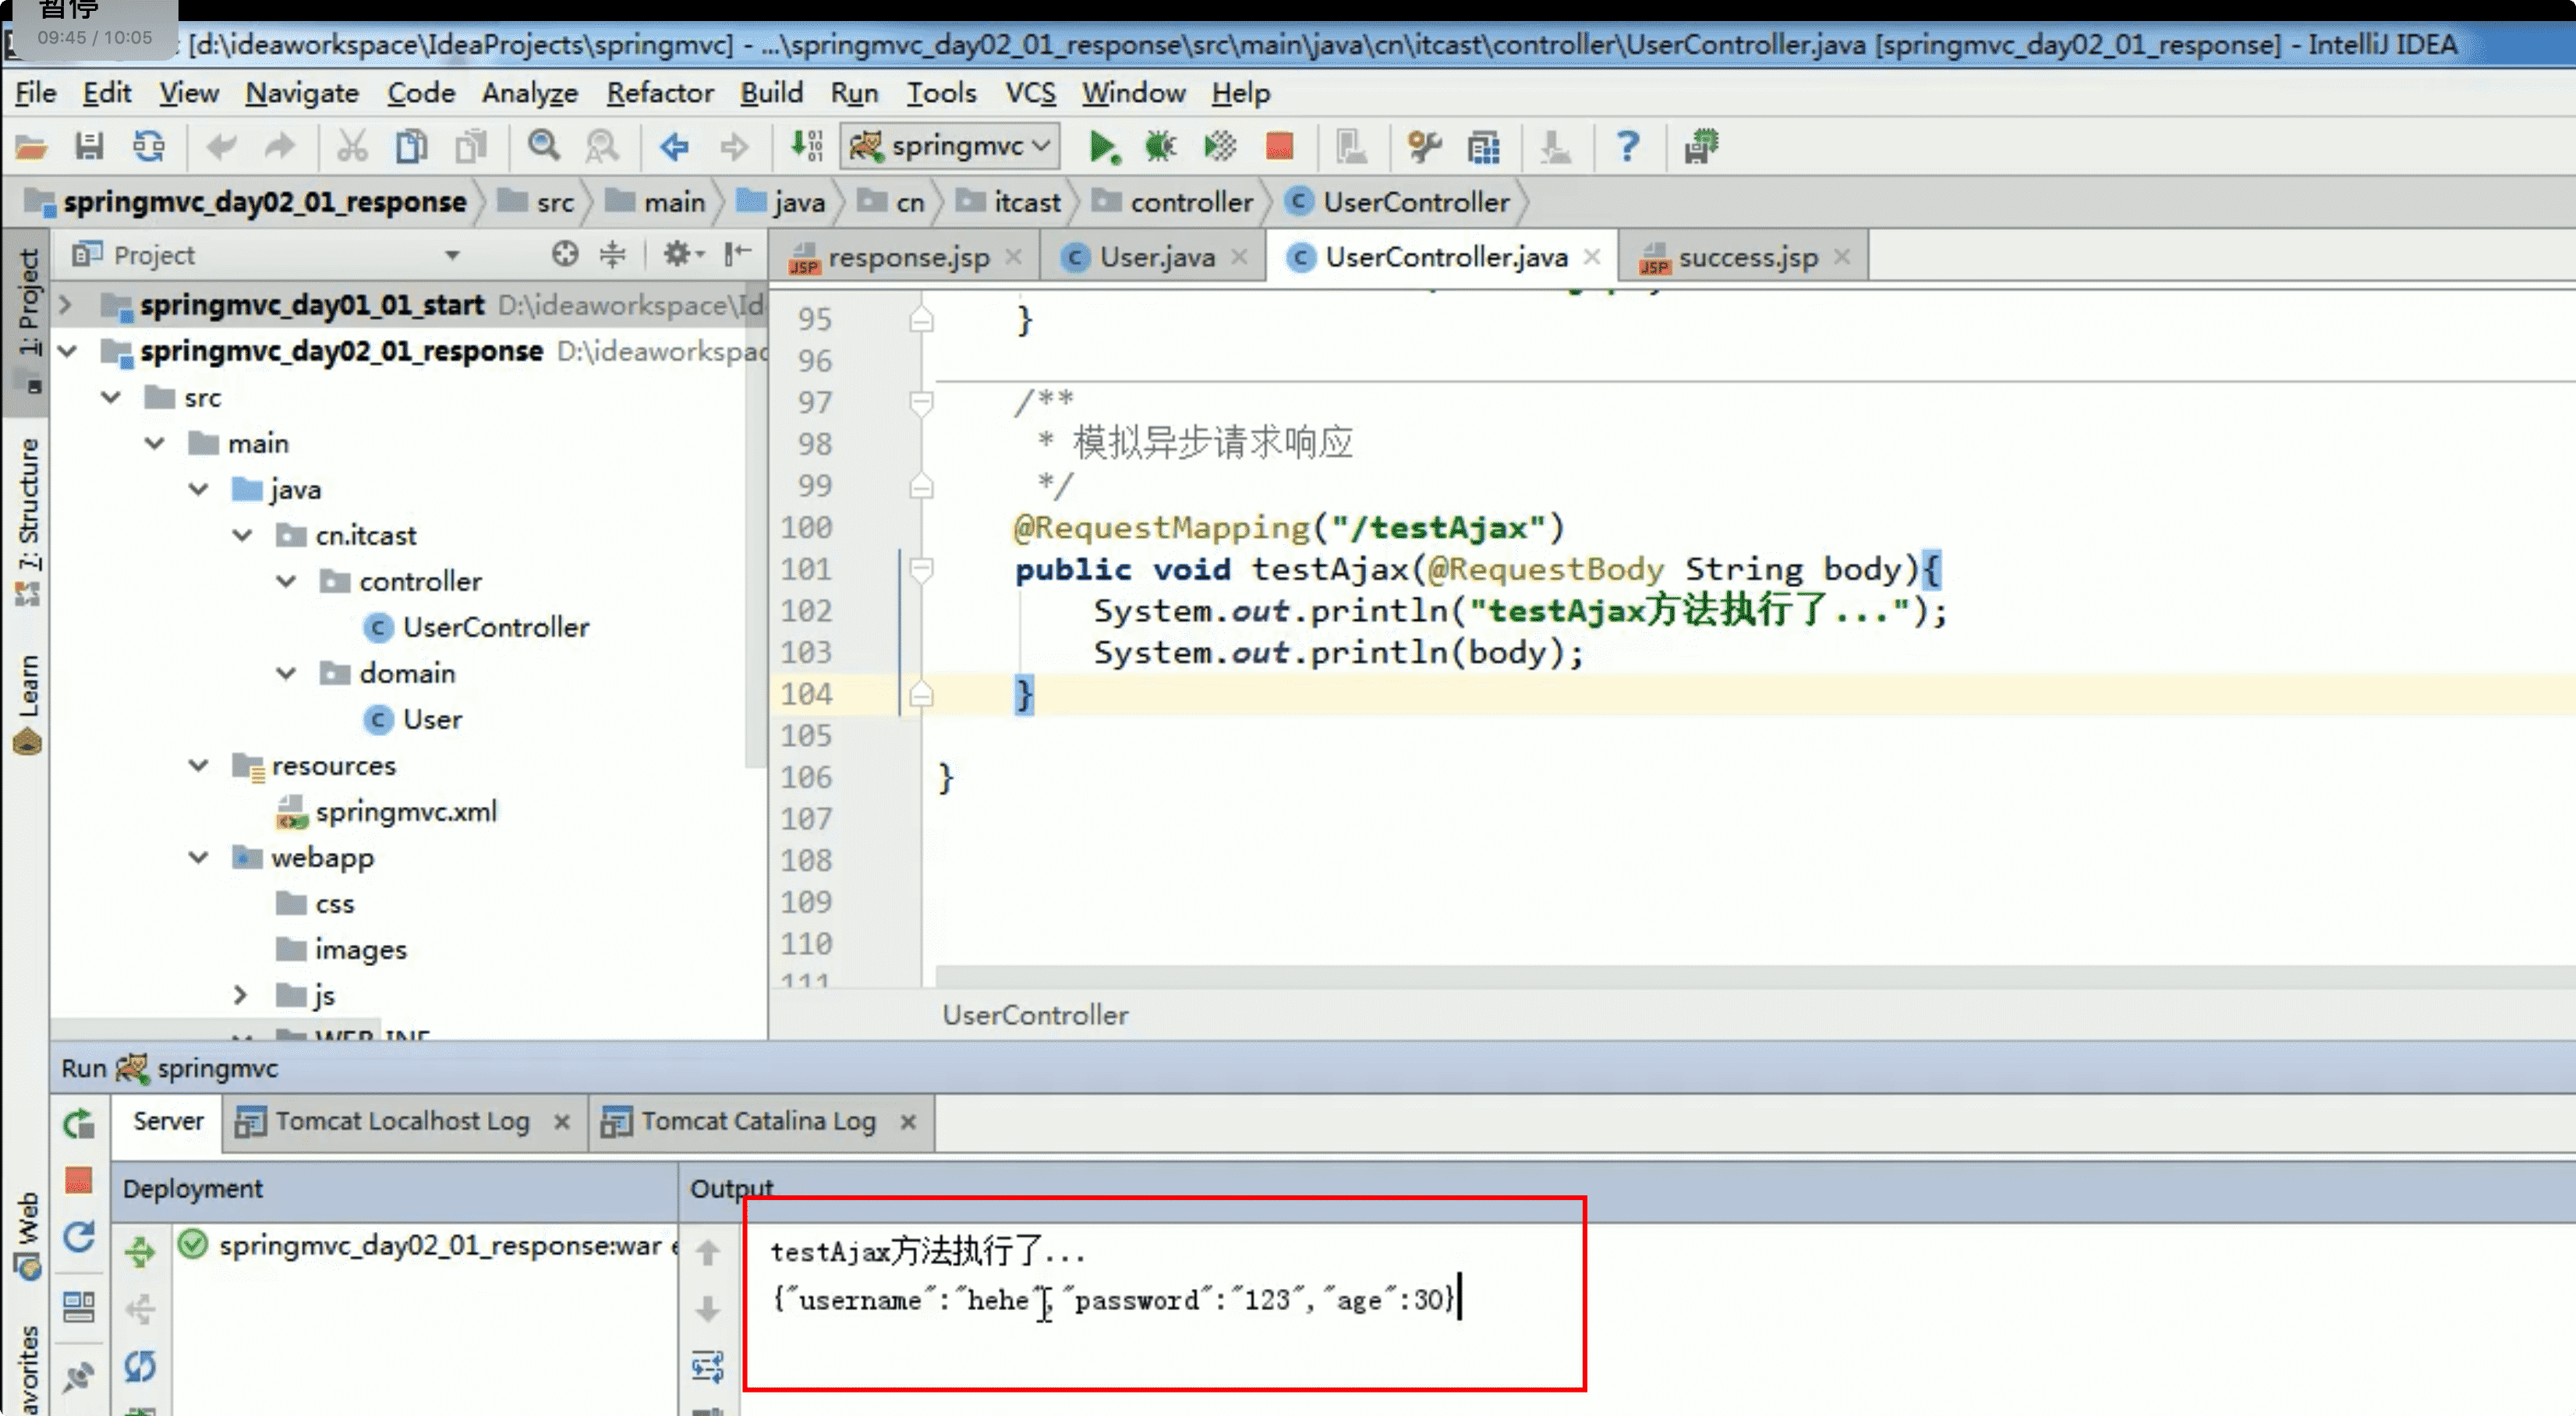 暂停
09:45 / 10:05
[d:\ideaworkspace\IdeaProjects\springmvc] - ...\springmvc_day02_01_response\src\main\java\cn\itcast\controller\UserController.java [springmvc_day02_01_response] - IntelliJ IDEA
File Edit View Navigate Code Analyze Refactor Build Run Tools VCS Window Help
springmvc
springmvc_day02_01_response src main java cn itcast controller UserController
1: Project
7: Structure
Learn
Web
Project
springmvc_day01_01_start D:\ideaworkspace\Id
springmvc_day02_01_response D:\ideaworkspac
src
main
java
cn.itcast
controller
UserController
domain
User
resources
springmvc.xml
webapp
css
images
js
WEB-INF
response.jsp User.java UserController.java success.jsp
95 }
96
97 /**
98 * 模拟异步请求响应
99 */
100 @RequestMapping("/testAjax")
101 public void testAjax(@RequestBody String body){
102 System.out.println("testAjax方法执行了...");
103 System.out.println(body);
104 }
105
106 }
107
108
109
110
111
UserController
Run springmvc
Server Tomcat Localhost Log Tomcat Catalina Log
Deployment Output
springmvc_day02_01_response:war e
testAjax方法执行了...
{"username":"hehe","password":"123","age":30}